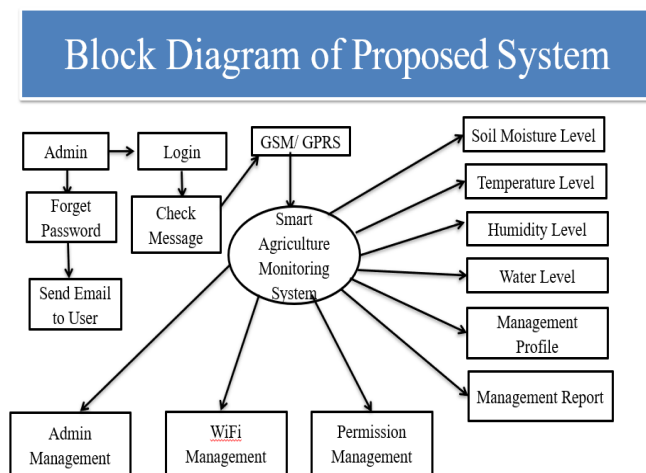 Block Diagram of Proposed System
Admin
Login
GSM/ GPRS
Forget
Password
Check
Message
Send Email
to User
Smart
Agriculture
Monitoring
System
Soil Moisture Level
Temperature Level
Humidity Level
Water Level
Management
Profile
Management Report
Admin
Management
WiFi
Management
Permission
Management